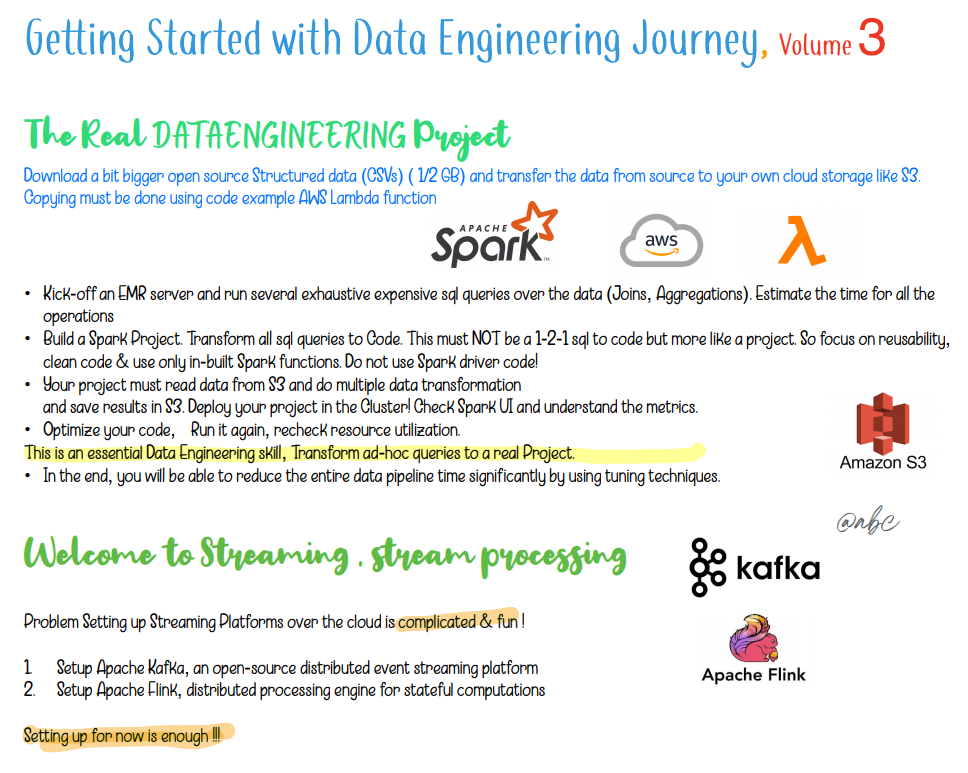 Getting Started with Data Engineering Journey, Volume 3
The Real DATAENGINEERING Project
Download a bit bigger open source Structured data (CSVs) ( 1/2 GB) and transfer the data from source to your own cloud storage like S3.
Copying must be done using code example AWS Lambda function
APACHE
Spark™
aws
• Kick-off an EMR server and run several exhaustive expensive sql queries over the data (Joins, Aggregations). Estimate the time for all the
operations
• Build a Spark Project. Transform all sql queries to Code. This must NOT be a 1-2-1 sql to code but more like a project. So focus on reusability,
clean code & use only in-built Spark functions. Do not use Spark driver code!
• Your project must read data from S3 and do multiple data transformation
and save results in S3. Deploy your project in the Cluster! Check Spark UI and understand the metrics.
• Optimize your code, Run it again, recheck resource utilization.
This is an essential Data Engineering skill, Transform ad-hoc queries to a real Project.
Amazon S3
• In the end, you will be able to reduce the entire data pipeline time significantly by using tuning techniques.
@abc
Welcome to Streaming , stream processing
kafka
Problem Setting up Streaming Platforms over the cloud is complicated & fun !
1. Setup Apache Kafka, an open-source distributed event streaming platform
Apache Flink
2. Setup Apache Flink, distributed processing engine for stateful computations
Setting up for now is enough !!!